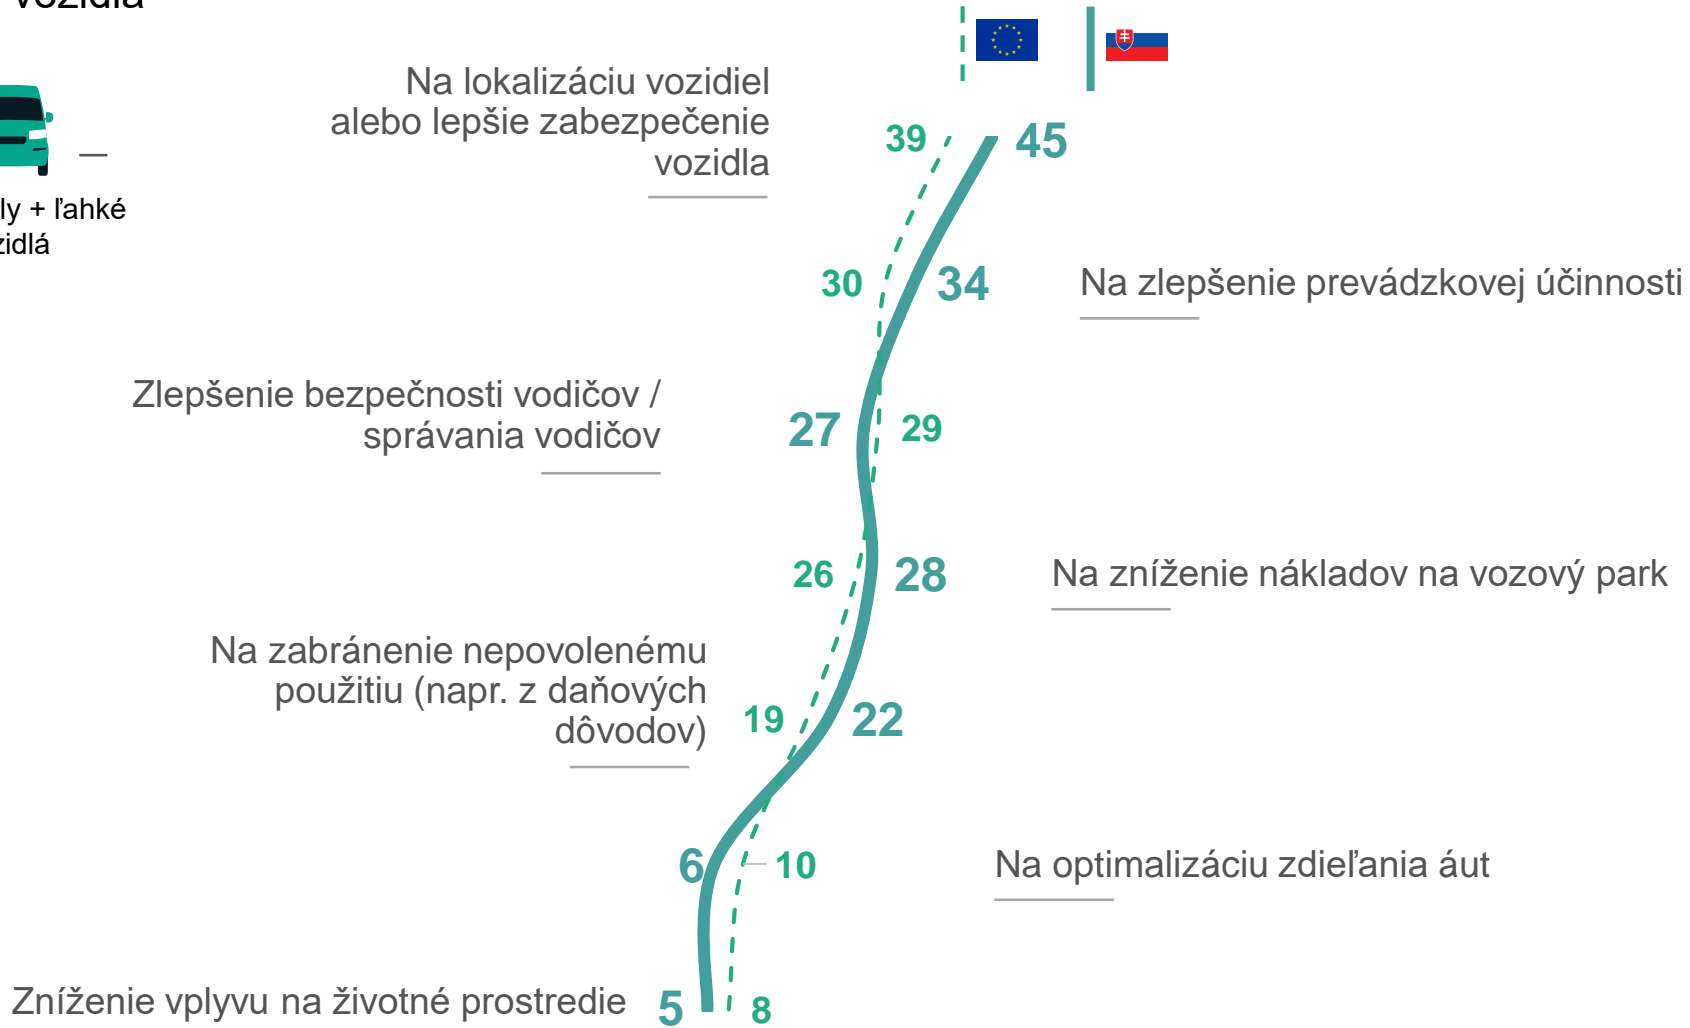 vozidlá
Na lokalizáciu vozidiel
alebo lepšie zabezpečenie
vozidla
39
45
ly + ľahké
zidlá
30
34
Na zlepšenie prevádzkovej účinnosti
Zlepšenie bezpečnosti vodičov /
správania vodičov
27
29
26
28
Na zníženie nákladov na vozový park
Na zabránenie nepovolenému
použitiu (napr. z daňových
dôvodov)
19
22
6
10
Na optimalizáciu zdieľania áut
Zníženie vplyvu na životné prostredie
5
8